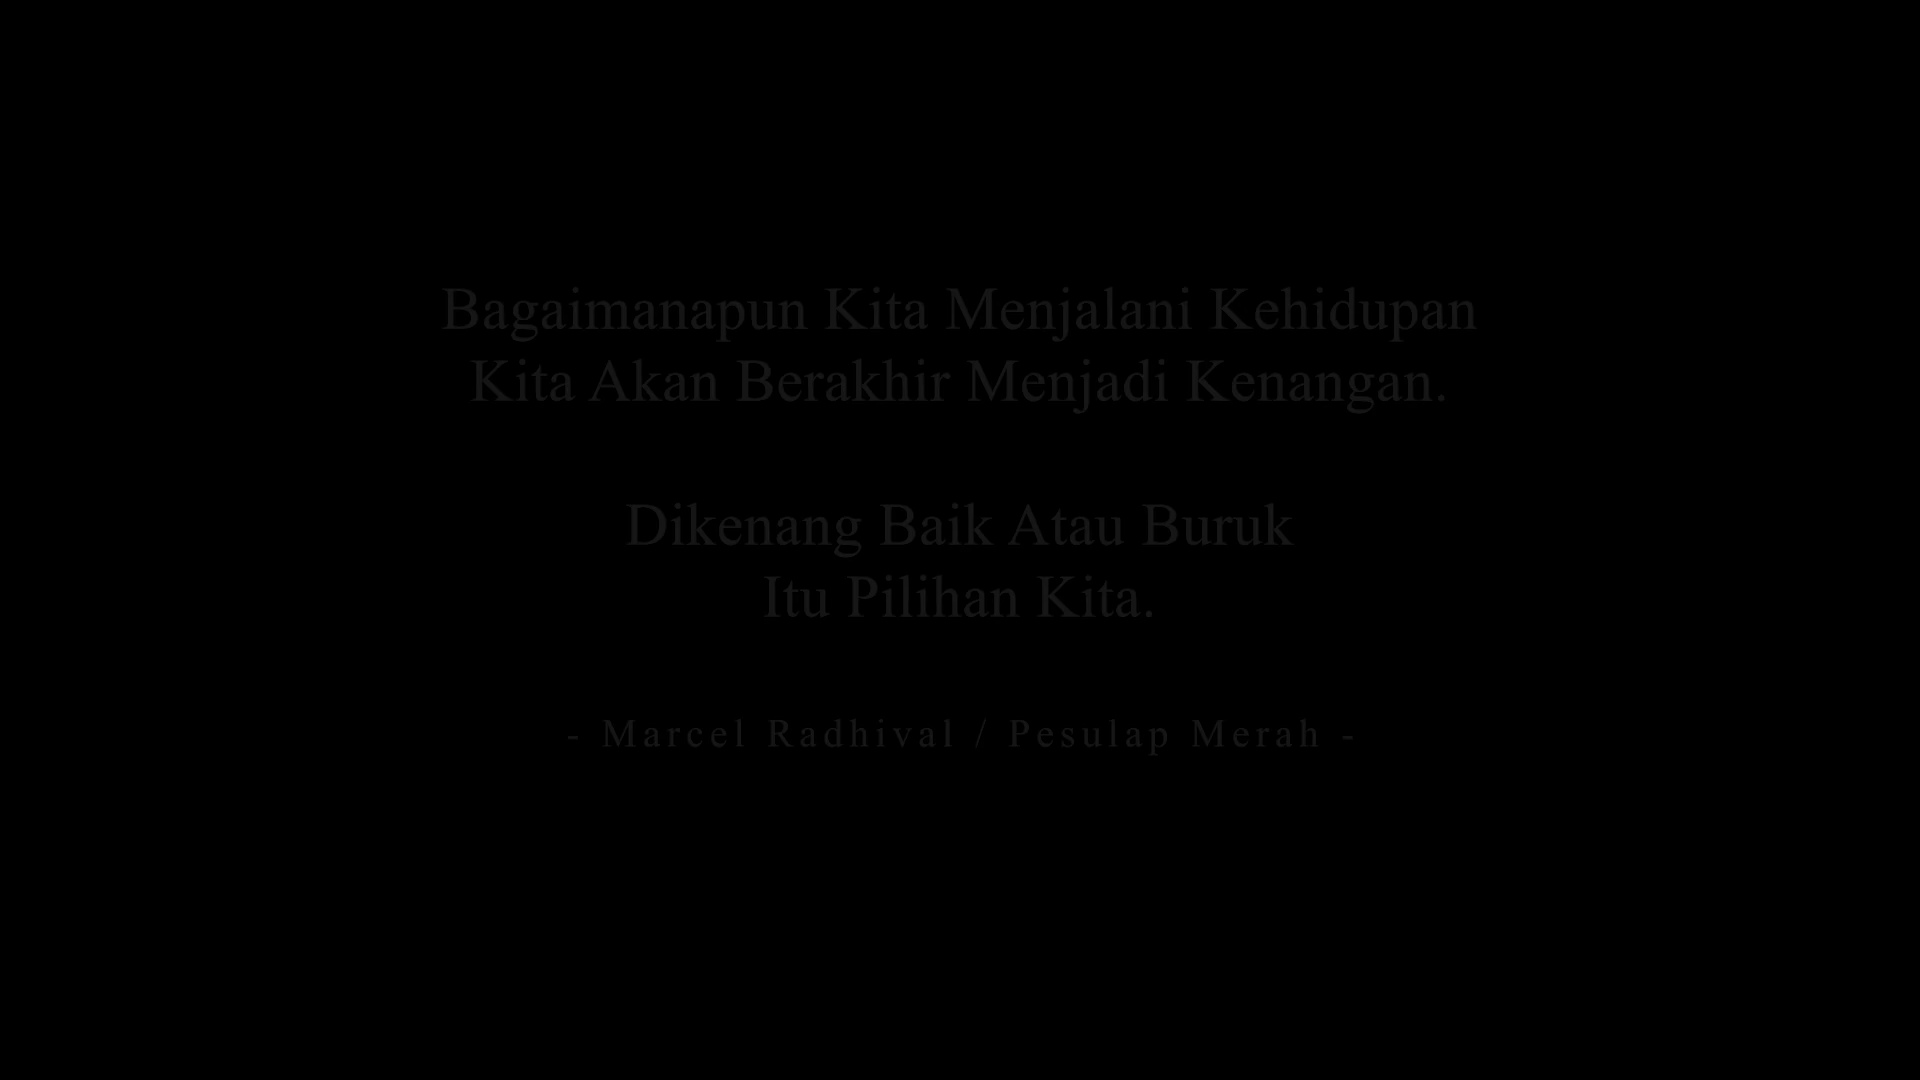 Bagaimanapun Kita Menjalani Kehidupan
Kita Akan Berakhir Menjadi Kenangan.
Dikenang Baik Atau Buruk
Itu Pilihan Kita.
- Marcel Radhival / Pesulap Merah -